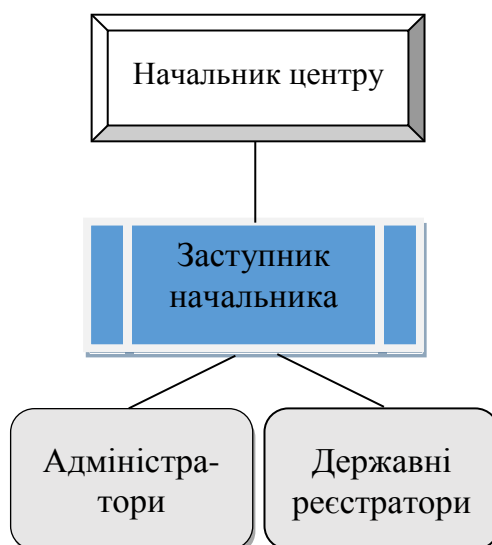 Начальник центру
Заступник
начальника
Адміністра-
тори
Державні
реєстратори